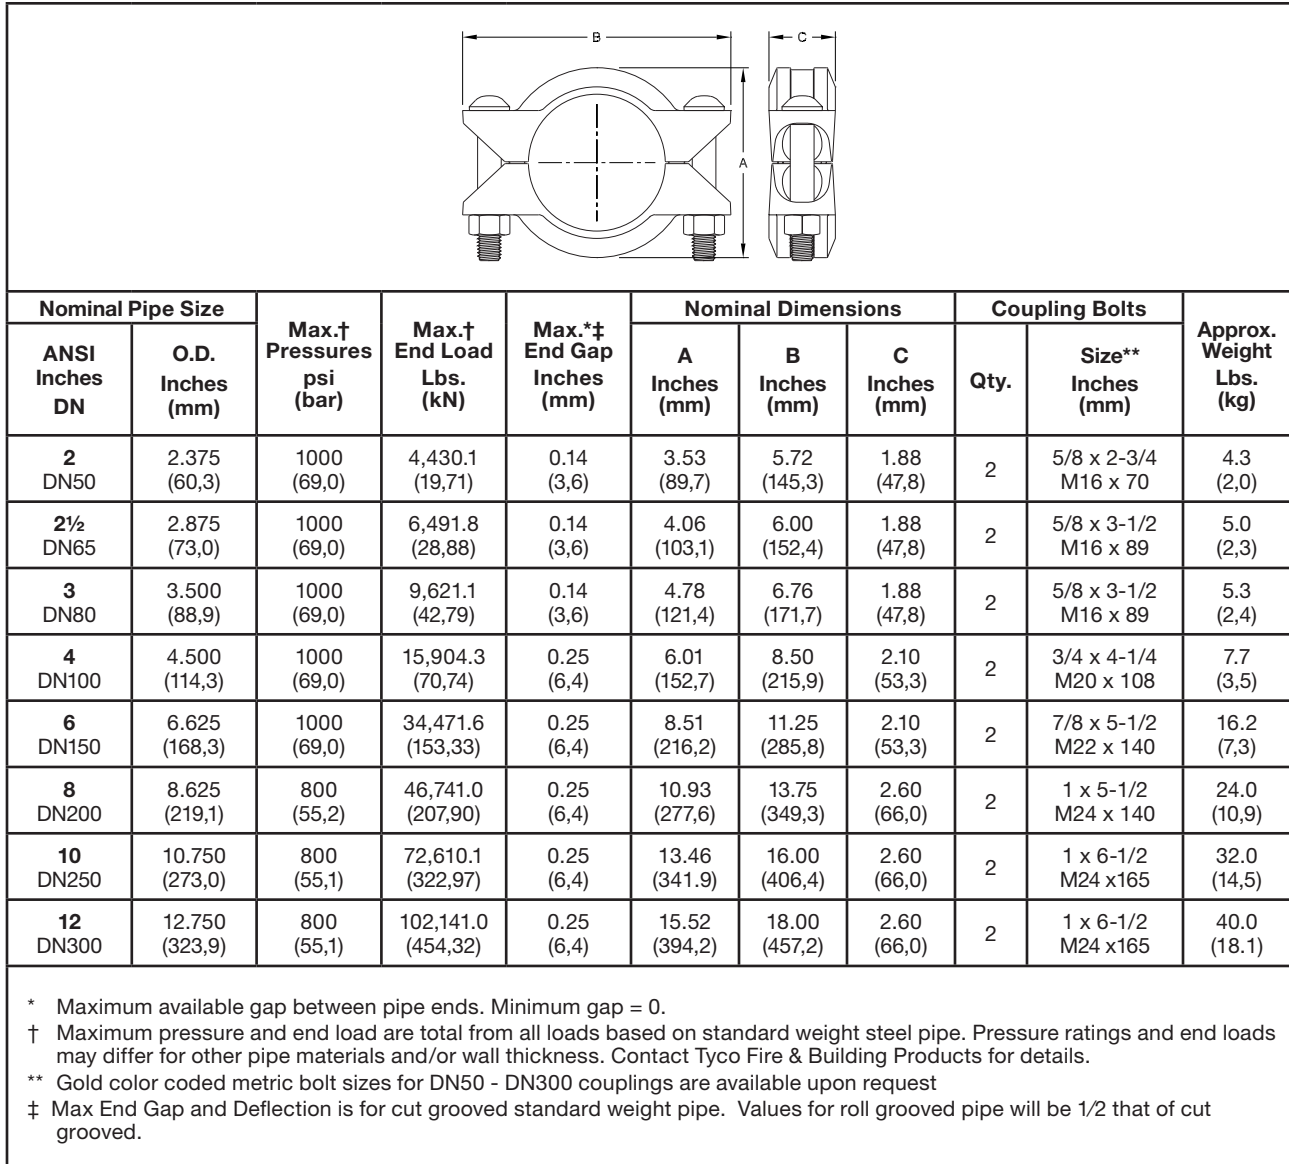 B
C
A
Nominal Pipe Size
Max.† Pressures psi (bar)
Max.† End Load Lbs. (kN)
Max.*‡ End Gap Inches (mm)
Nominal Dimensions
Coupling Bolts
Approx. Weight Lbs. (kg)
ANSI Inches DN
O.D. Inches (mm)
A Inches (mm)
B Inches (mm)
C Inches (mm)
Qty.
Size** Inches (mm)
2 2.375 1000 4,430.1 0.14 3.53 5.72 1.88 2 5/8 x 2-3/4 4.3
DN50 (60,3) (69,0) (19,71) (3,6) (89,7) (145,3) (47,8) M16 x 70 (2,0)
2½ 2.875 1000 6,491.8 0.14 4.06 6.00 1.88 2 5/8 x 3-1/2 5.0
DN65 (73,0) (69,0) (28,88) (3,6) (103,1) (152,4) (47,8) M16 x 89 (2,3)
3 3.500 1000 9,621.1 0.14 4.78 6.76 1.88 2 5/8 x 3-1/2 5.3
DN80 (88,9) (69,0) (42,79) (3,6) (121,4) (171,7) (47,8) M16 x 89 (2,4)
4 4.500 1000 15,904.3 0.25 6.01 8.50 2.10 2 3/4 x 4-1/4 7.7
DN100 (114,3) (69,0) (70,74) (6,4) (152,7) (215,9) (53,3) M20 x 108 (3,5)
6 6.625 1000 34,471.6 0.25 8.51 11.25 2.10 2 7/8 x 5-1/2 16.2
DN150 (168,3) (69,0) (153,33) (6,4) (216,2) (285,8) (53,3) M22 x 140 (7,3)
8 8.625 800 46,741.0 0.25 10.93 13.75 2.60 2 1 x 5-1/2 24.0
DN200 (219,1) (55,2) (207,90) (6,4) (277,6) (349,3) (66,0) M24 x 140 (10,9)
10 10.750 800 72,610.1 0.25 13.46 16.00 2.60 2 1 x 6-1/2 32.0
DN250 (273,0) (55,1) (322,97) (6,4) (341.9) (406,4) (66,0) M24 x165 (14,5)
12 12.750 800 102,141.0 0.25 15.52 18.00 2.60 2 1 x 6-1/2 40.0
DN300 (323,9) (55,1) (454,32) (6,4) (394,2) (457,2) (66,0) M24 x165 (18.1)
* Maximum available gap between pipe ends. Minimum gap = 0.
† Maximum pressure and end load are total from all loads based on standard weight steel pipe. Pressure ratings and end loads
may differ for other pipe materials and/or wall thickness. Contact Tyco Fire & Building Products for details.
** Gold color coded metric bolt sizes for DN50 - DN300 couplings are available upon request
‡ Max End Gap and Deflection is for cut grooved standard weight pipe. Values for roll grooved pipe will be 1/2 that of cut
grooved.